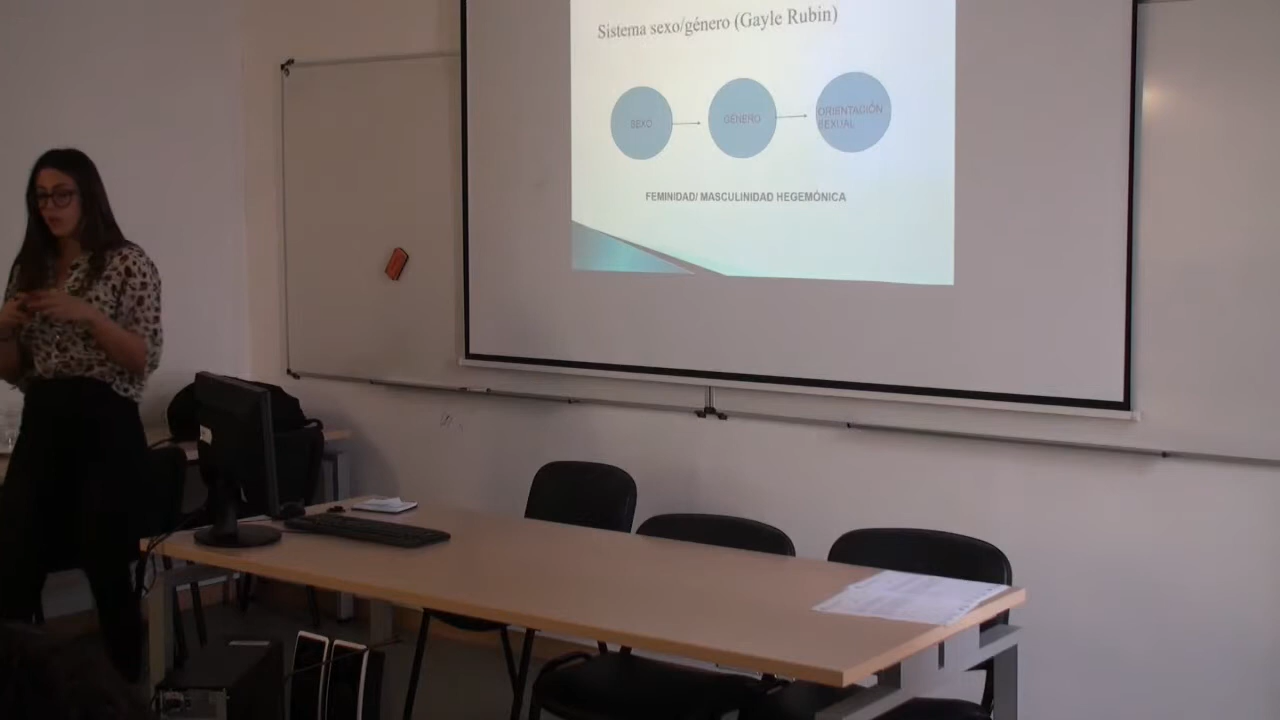 Sistema sexo/género (Gayle Rubin)
SEXO
GÉNERO
ORIENTACIÓN
SEXUAL
FEMINIDAD/ MASCULINIDAD HEGEMÓNICA